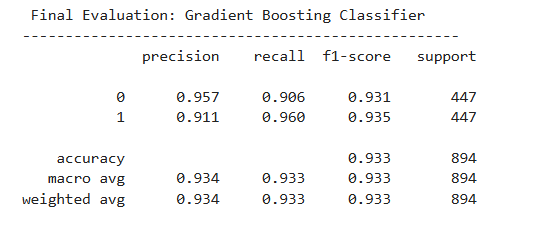 Final Evaluation: Gradient Boosting Classifier
--------------------------------------------------
precision recall f1-score support
0 0.957 0.906 0.931 447
1 0.911 0.960 0.935 447
accuracy 0.933 894
macro avg 0.934 0.933 0.933 894
weighted avg 0.934 0.933 0.933 894